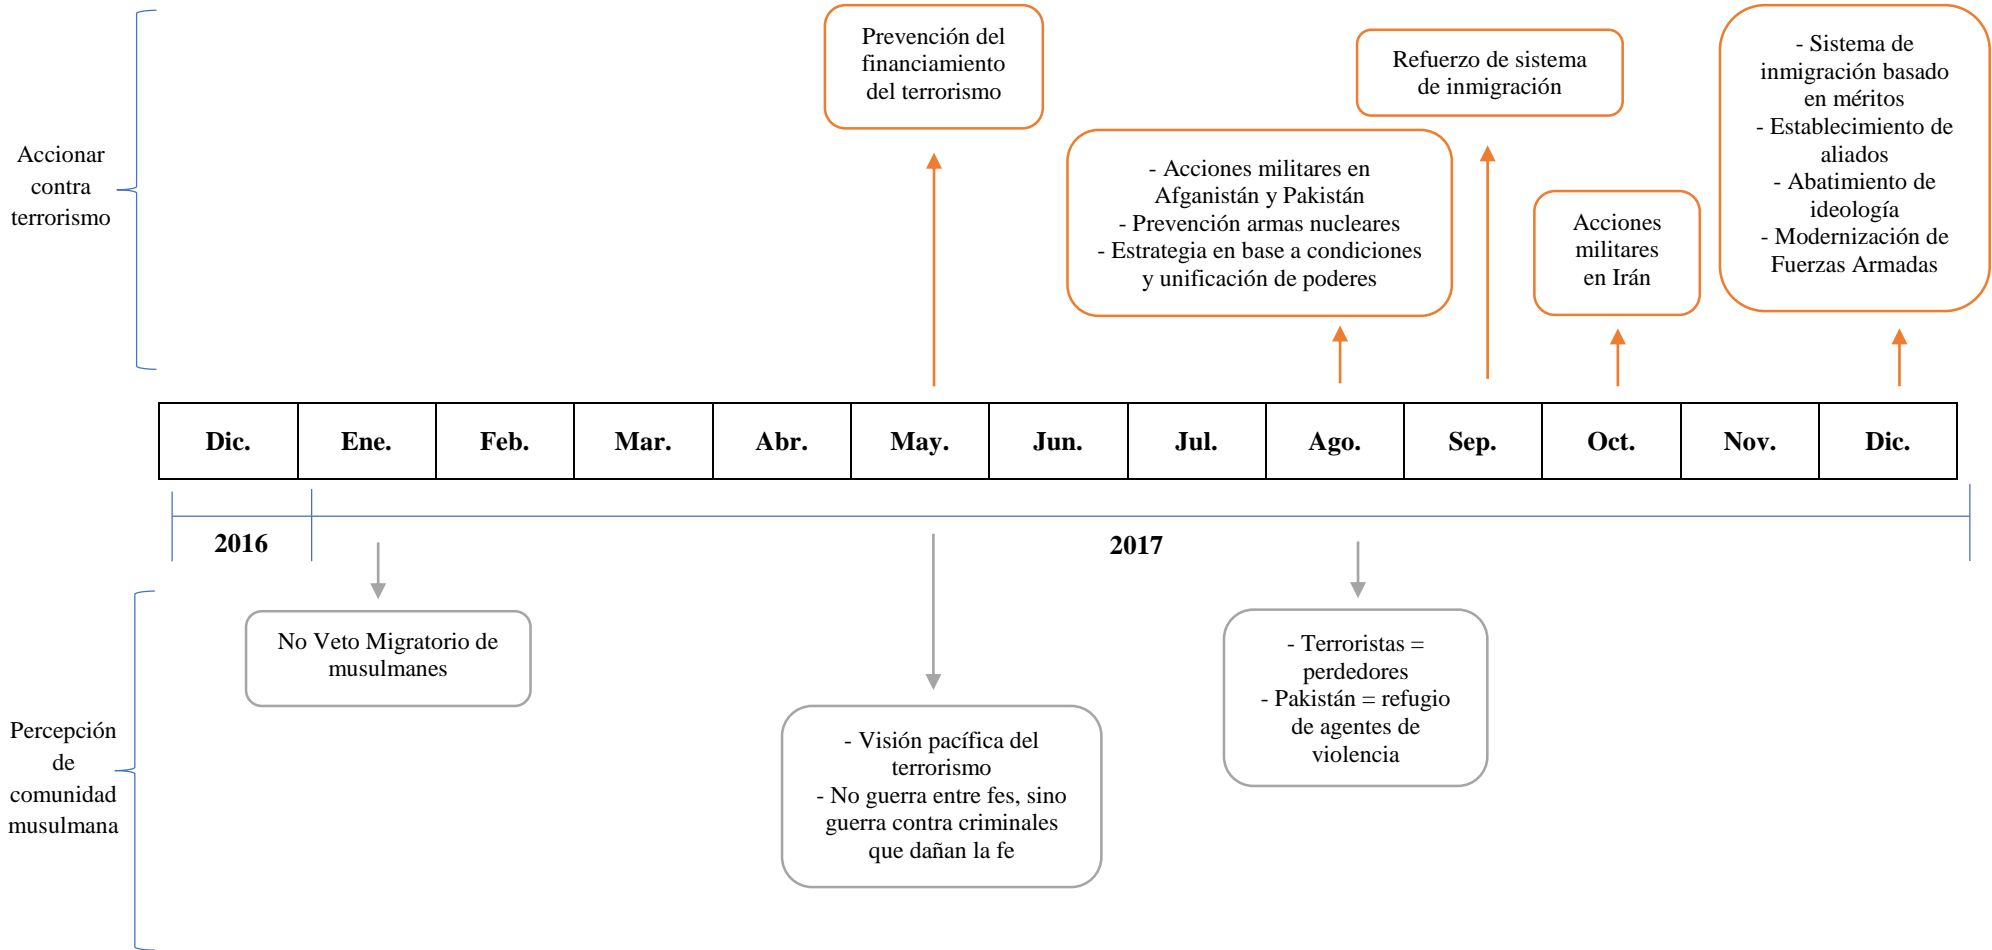 Prevención del
financiamiento
del terrorismo
Refuerzo de sistema
de inmigración
- Sistema de
inmigración basado
en méritos
- Establecimiento de
aliados
- Abatimiento de
ideología
- Modernización de
Fuerzas Armadas
Accionar
contra
terrorismo
- Acciones militares en
Afganistán y Pakistán
- Prevención armas nucleares
- Estrategia en base a condiciones
y unificación de poderes
Acciones
militares
en Irán
Dic. Ene. Feb. Mar. Abr. May. Jun. Jul. Ago. Sep. Oct. Nov. Dic.
2016 2017
No Veto Migratorio de
musulmanes
- Terroristas =
perdedores
- Pakistán = refugio
de agentes de
violencia
Percepción
de
comunidad
musulmana
- Visión pacífica del
terrorismo
- No guerra entre fes, sino
guerra contra criminales
que dañan la fe